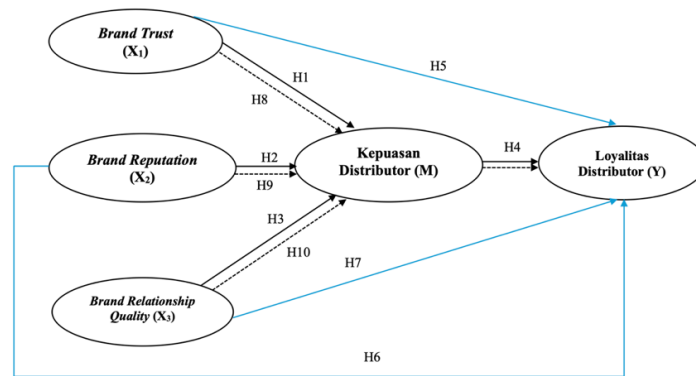 Brand Trust
(X₁)
H5
H1
H8
Brand Reputation
(X₂)
H2
H9
Kepuasan
Distributor (M)
H4
Loyalitas
Distributor (Y)
H3
H10
H7
Brand Relationship
Quality (X₃)
H6